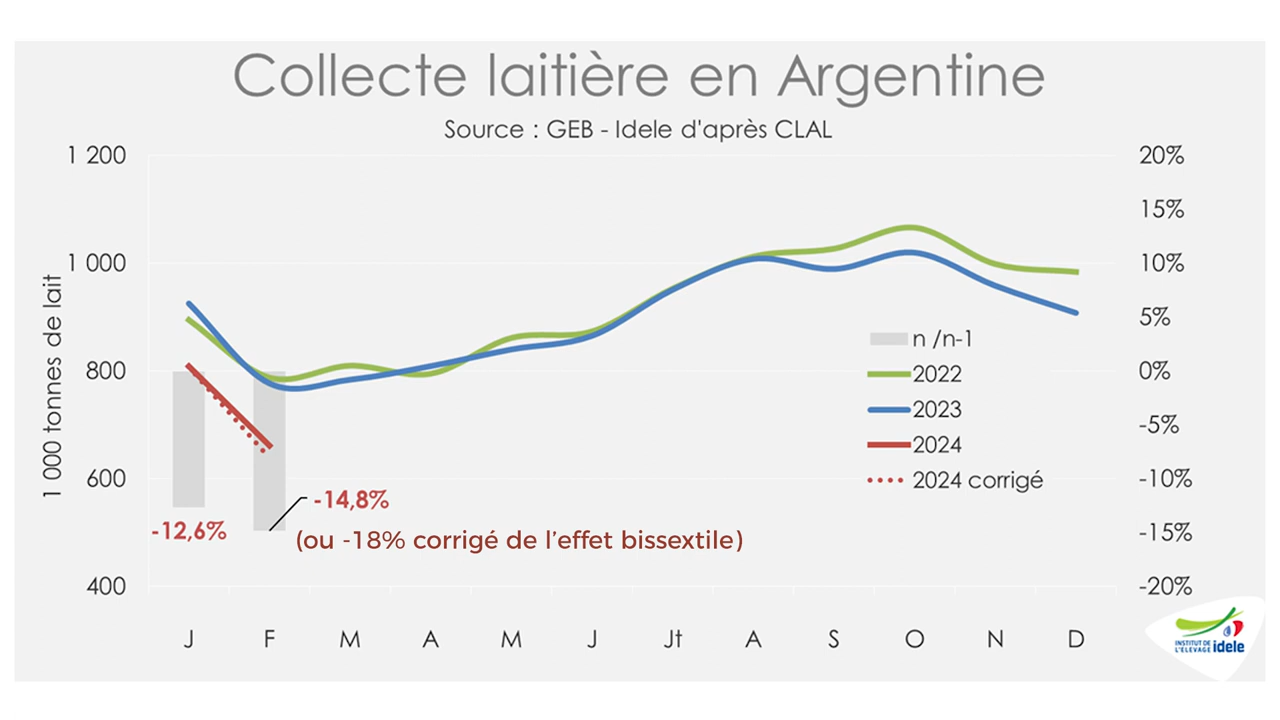 Collecte laitière en Argentine
Source : GEB - Idele d'après CLAL
1 000 tonnes de lait
1 200
1 000
800
600
400
20%
15%
10%
5%
0%
-5%
-10%
-15%
-20%
n /n-1
2022
2023
2024
2024 corrigé
-12,6%
-14,8%
(ou -18% corrigé de l’effet bissextile)
J F M A M J Jt A S O N D
INSTITUT DE
L'ÉLEVAGE idele